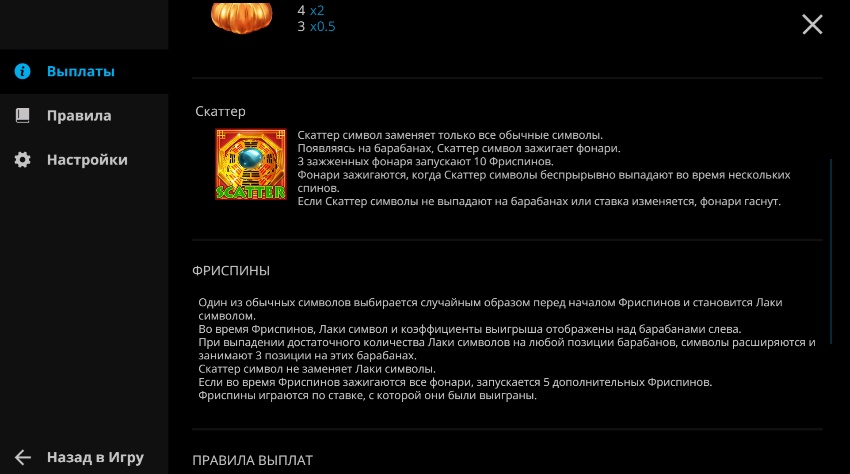 4 x2
3 x0.5
Выплаты
Правила
Настройки
Скаттер
SCATTER
Скаттер символ заменяет только все обычные символы.
Появляясь на барабанах, Скаттер символ зажигает фонари.
3 зажженных фонаря запускают 10 Фриспинов.
Фонари зажигаются, когда Скаттер символы беспрырывно выпадают во время нескольких
спинов.
Если Скаттер символы не выпадают на барабанах или ставка изменяется, фонари гаснут.
ФРИСПИНЫ
Один из обычных символов выбирается случайным образом перед началом Фриспинов и становится Лаки
символом.
Во время Фриспинов, Лаки символ и коэффициенты выигрыша отображены над барабанами слева.
При выпадении достаточного количества Лаки символов на любой позиции барабанов, символы расширяются и
занимают 3 позиции на этих барабанах.
Скаттер символ не заменяет Лаки символы.
Если во время Фриспинов зажигаются все фонари, запускается 5 дополнительных Фриспинов.
Фриспины играются по ставке, с которой они были выиграны.
Назад в Игру
ПРАВИЛА ВЫПЛАТ